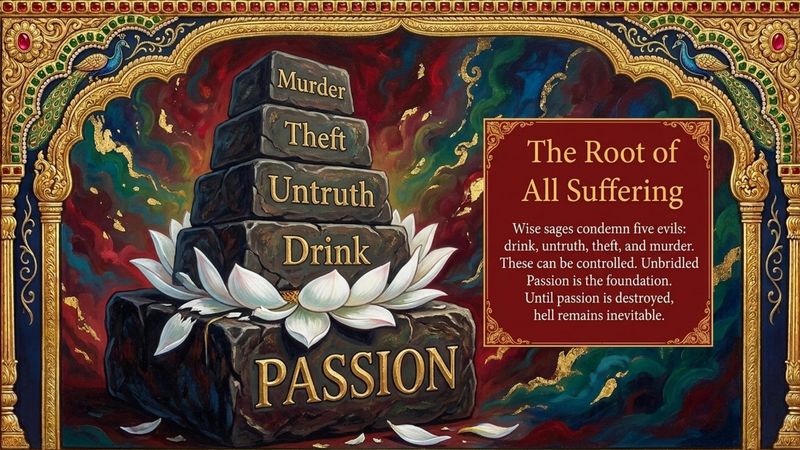 Murder
Theft
Untruth
Drink
PASSION
The Root of
All Suffering
Wise sages condemn five evils:
drink, untruth, theft, and murder.
These can be controlled. Unbridled
Passion is the foundation.
Until passion is destroyed,
hell remains inevitable.